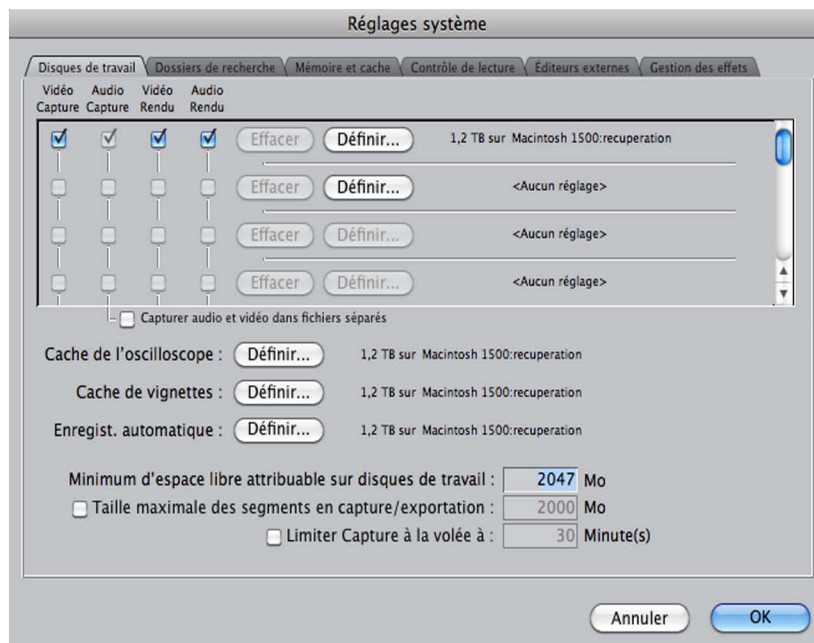 Réglages système
Disques de travail Dossiers de recherche Mémoire et cache Contrôle de lecture Éditeurs externes Gestion des effets
Vidéo Audio Vidéo Audio
Capture Capture Rendu Rendu
Effacer Définir... 1,2 TB sur Macintosh 1500:recuperation
Effacer Définir... <Aucun réglage>
Effacer Définir... <Aucun réglage>
Effacer Définir... <Aucun réglage>
Capturer audio et vidéo dans fichiers séparés
Cache de l'oscilloscope : Définir... 1,2 TB sur Macintosh 1500:recuperation
Cache de vignettes : Définir... 1,2 TB sur Macintosh 1500:recuperation
Enregist. automatique : Définir... 1,2 TB sur Macintosh 1500:recuperation
Minimum d'espace libre attribuable sur disques de travail : 2047 Mo
Taille maximale des segments en capture/exportation : 2000 Mo
Limiter Capture à la volée à : 30 Minute(s)
Annuler OK